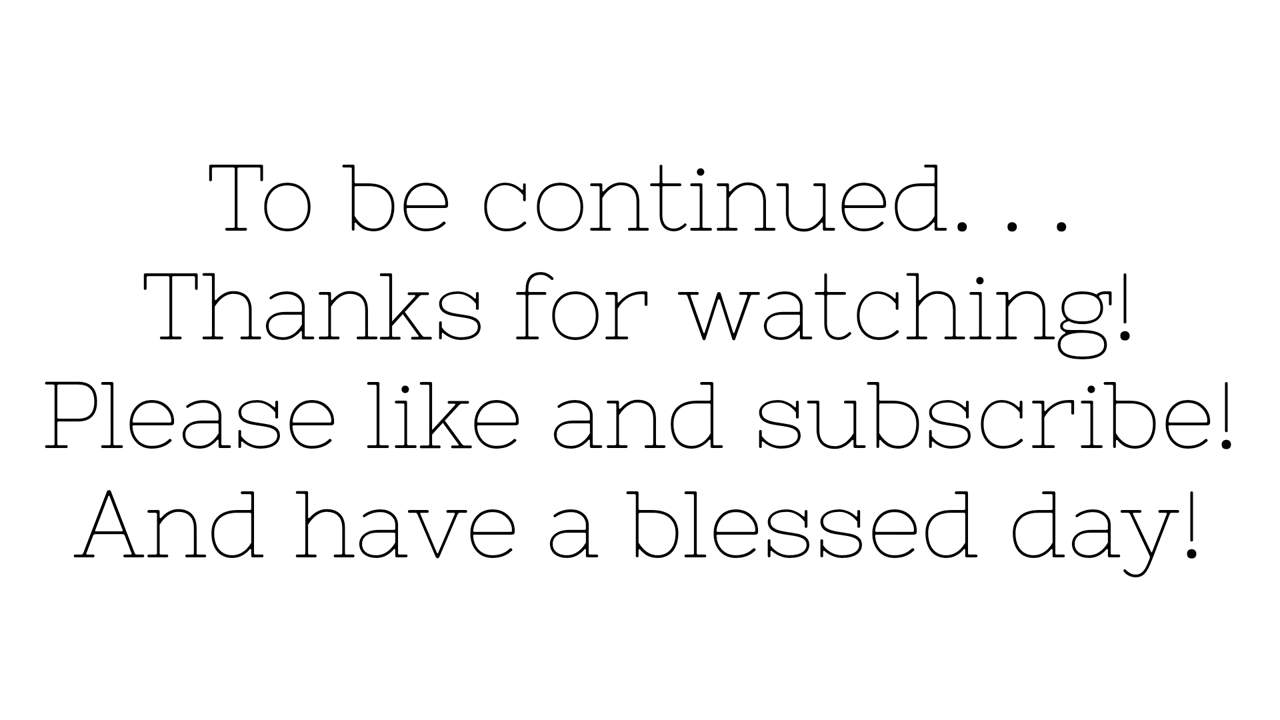 To be continued. . .
Thanks for watching!
Please like and subscribe!
And have a blessed day!